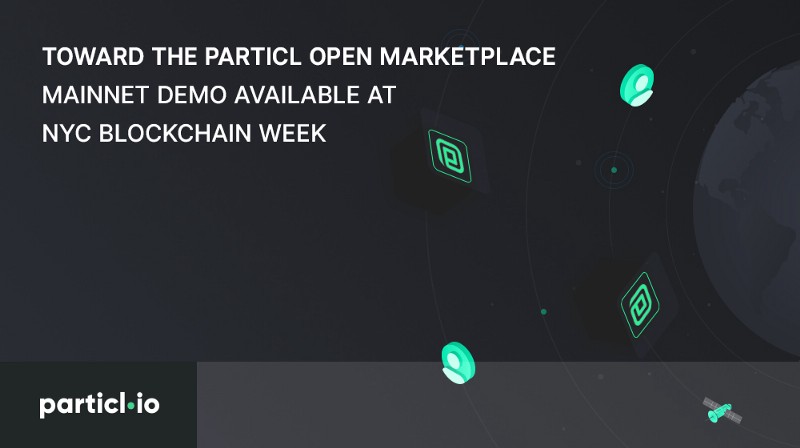 TOWARD THE PARTICL OPEN MARKETPLACE
MAINNET DEMO AVAILABLE AT
NYC BLOCKCHAIN WEEK
particl.io